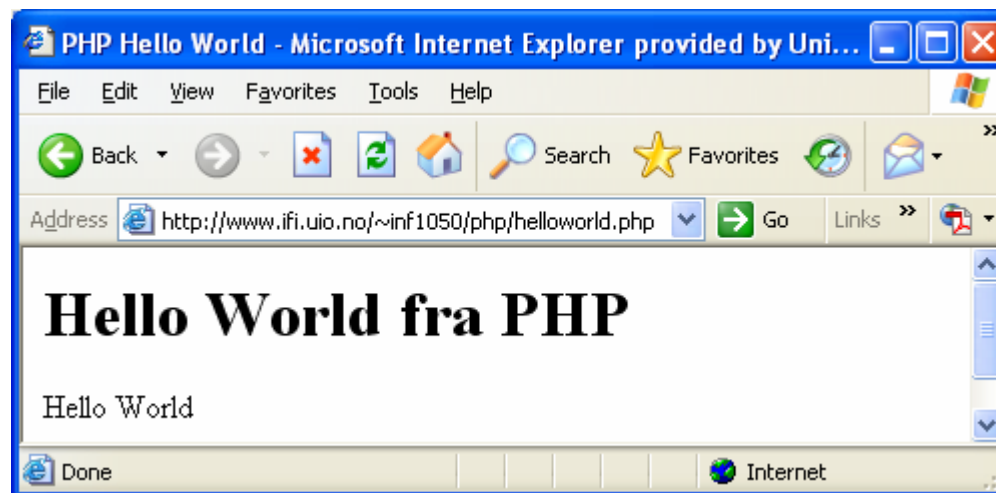 PHP Hello World - Microsoft Internet Explorer provided by Uni...
File Edit View Favorites Tools Help
Back Search Favorites
Address http://www.ifi.uio.no/~inf1050/php/helloworld.php Go Links
Hello World fra PHP
Hello World
Done Internet